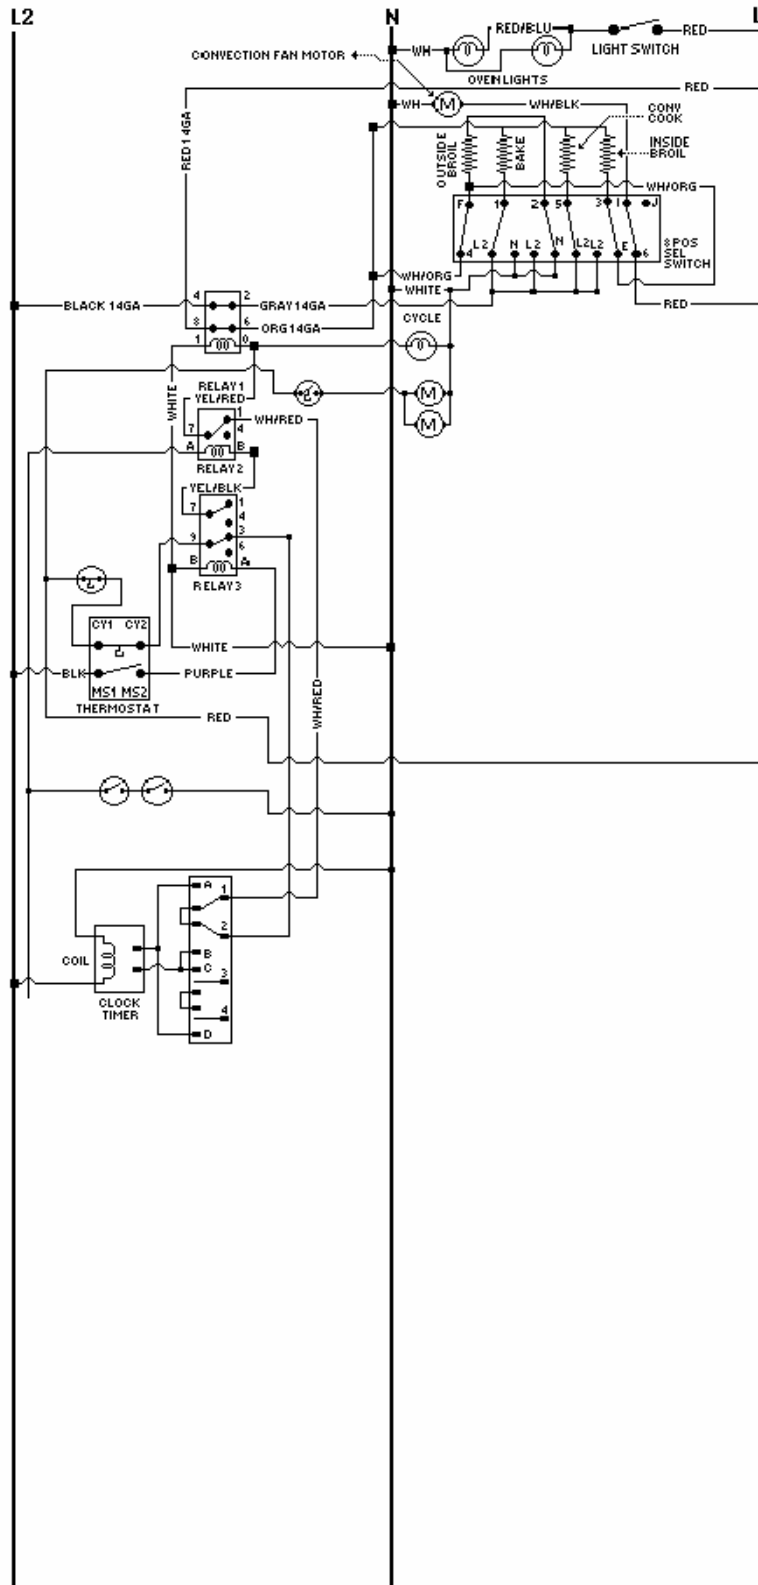 L2 N L
RED/BLU
WH
RED
LIGHT SWITCH
CONVECTION FAN MOTOR
OVEN LIGHTS
RED
WH M WH/BLK
CONV
COOK
RED 14GA
OUTSIDE
BROIL
BAKE
INSIDE
BROIL
WH/ORG
F 1 2 5 3 I J
4 L2 N L2 N L2 L2 E 6
8 POS
SEL
SWITCH
WH/ORG
WHITE
BLACK 14GA 4 2 GRAY 14GA
RED
8 6 ORG 14GA
CYCLE
1 0
WHITE
RELAY 1
YEL/RED
M
1 WH/RED
7 4
M
A B
RELAY 2
YEL/BLK
7 1
4
9 3
6
B A
RELAY 3
CY1 CY2
WHITE
BLK PURPLE
MS1 MS2
THERMOSTAT
WH/RED
RED
A 1
2
COIL
B
C
3
CLOCK
TIMER
4
D